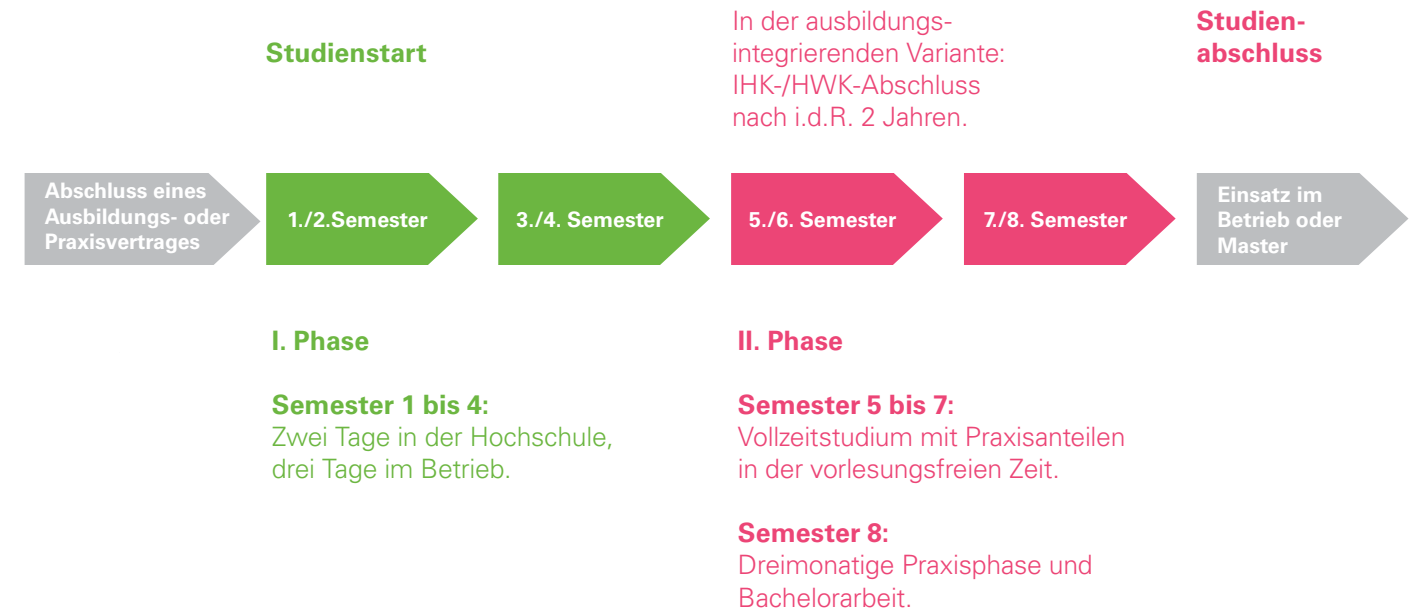 Studienstart
In der ausbildungs-
integrierenden Variante:
IHK-/HWK-Abschluss
nach i.d.R. 2 Jahren.
Studien-
abschluss
Abschluss eines
Ausbildungs- oder
Praxisvertrages
1./2.Semester
3./4. Semester
5./6. Semester
7./8. Semester
Einsatz im
Betrieb oder
Master
I. Phase
Semester 1 bis 4:
Zwei Tage in der Hochschule,
drei Tage im Betrieb.
II. Phase
Semester 5 bis 7:
Vollzeitstudium mit Praxisanteilen
in der vorlesungsfreien Zeit.
Semester 8:
Dreimonatige Praxisphase und
Bachelorarbeit.